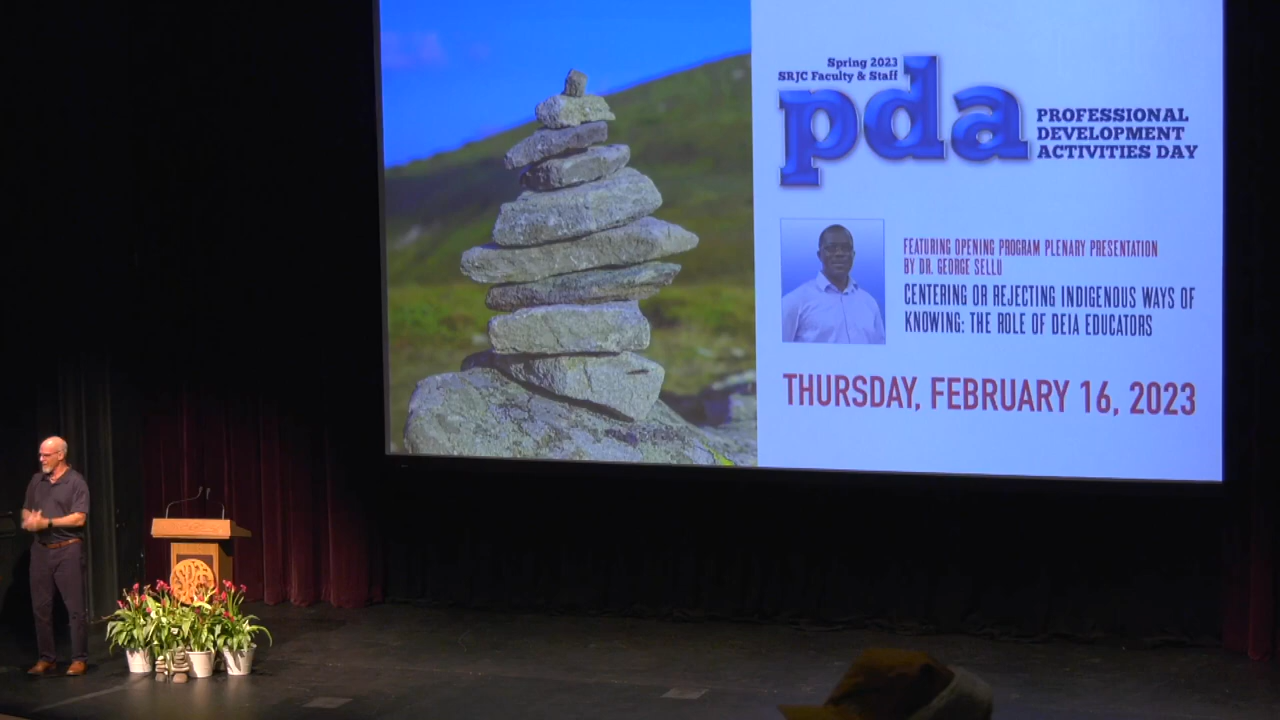 Spring 2023
SRJC Faculty & Staff
pda
PROFESSIONAL
DEVELOPMENT
ACTIVITIES DAY
FEATURING OPENING PROGRAM PLENARY PRESENTATION
BY DR. GEORGE SELLU
CENTERING OR REJECTING INDIGENOUS WAYS OF
KNOWING: THE ROLE OF DEIA EDUCATORS
THURSDAY, FEBRUARY 16, 2023